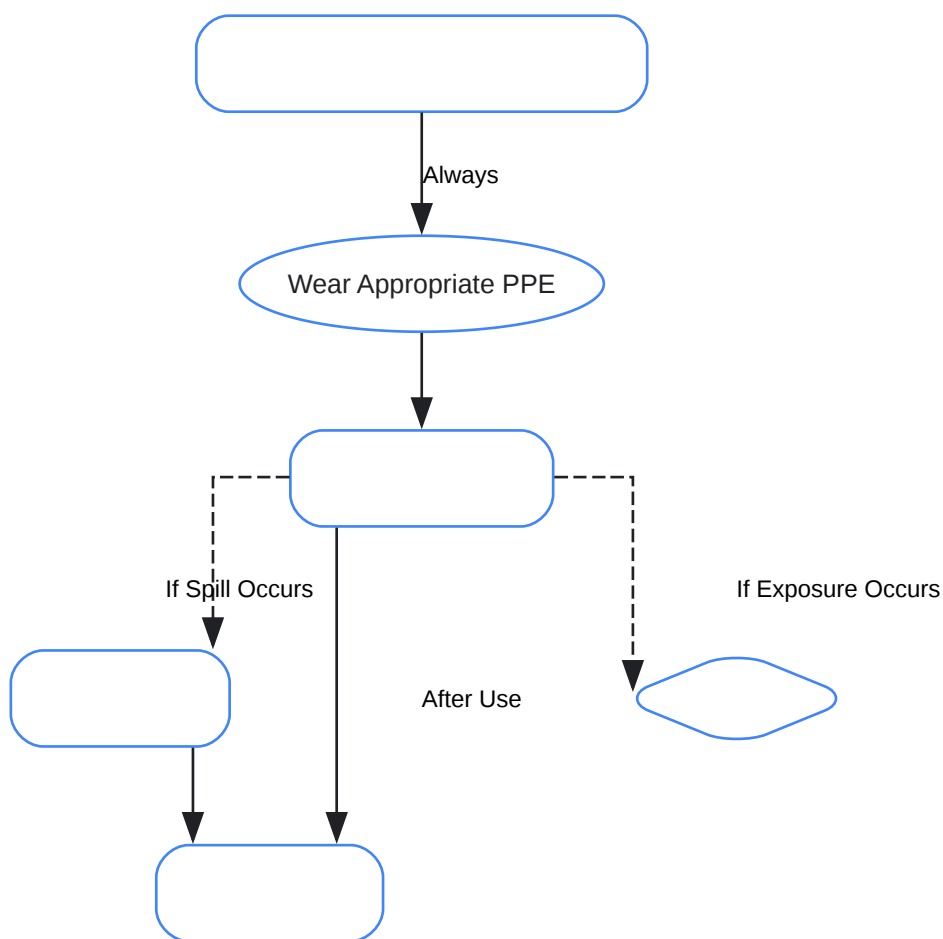 Always
Wear Appropriate PPE
If Spill Occurs
If Exposure Occurs
After Use